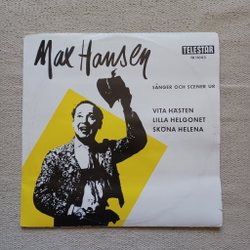 Max Hansen
TELESTAR
SÅNGER OCH SCENER UR
VITA HÄSTEN
LILLA HELGONET
SKÖNA HELENA